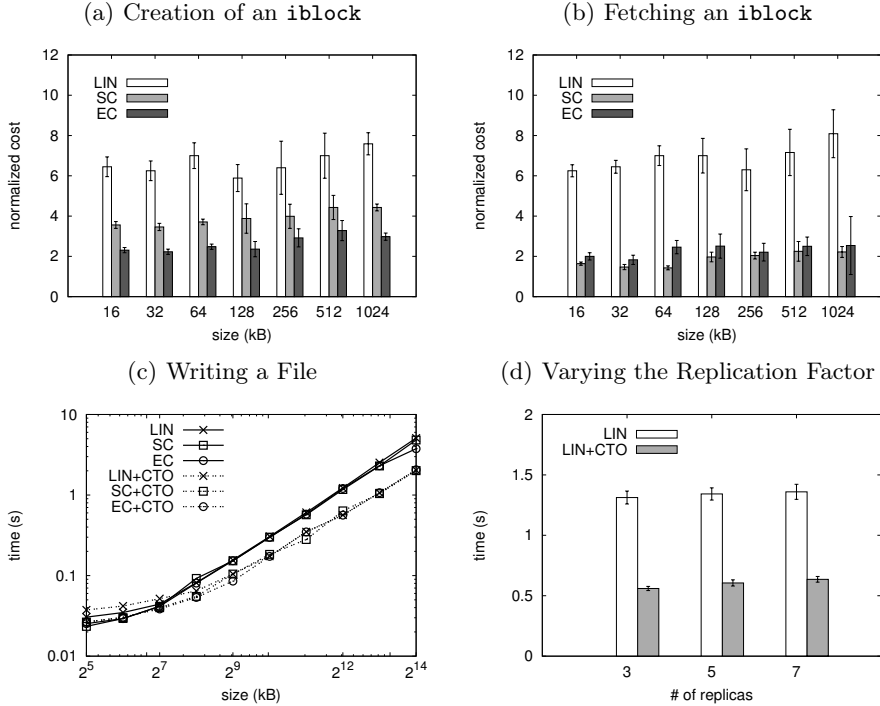 (a) Creation of an iblock
12
10
8
6
4
2
0
normalized cost
LIN
SC
EC
16 32 64 128 256 512 1024
size (kB)
(b) Fetching an iblock
12
10
8
6
4
2
0
normalized cost
LIN
SC
EC
16 32 64 128 256 512 1024
size (kB)
(c) Writing a File
10
1
0.1
0.01
time (s)
LIN
SC
EC
LIN+CTO
SC+CTO
EC+CTO
2^5 2^7 2^9 2^12 2^14
size (kB)
(d) Varying the Replication Factor
2
1.5
1
0.5
0
time (s)
LIN
LIN+CTO
3 5 7
# of replicas